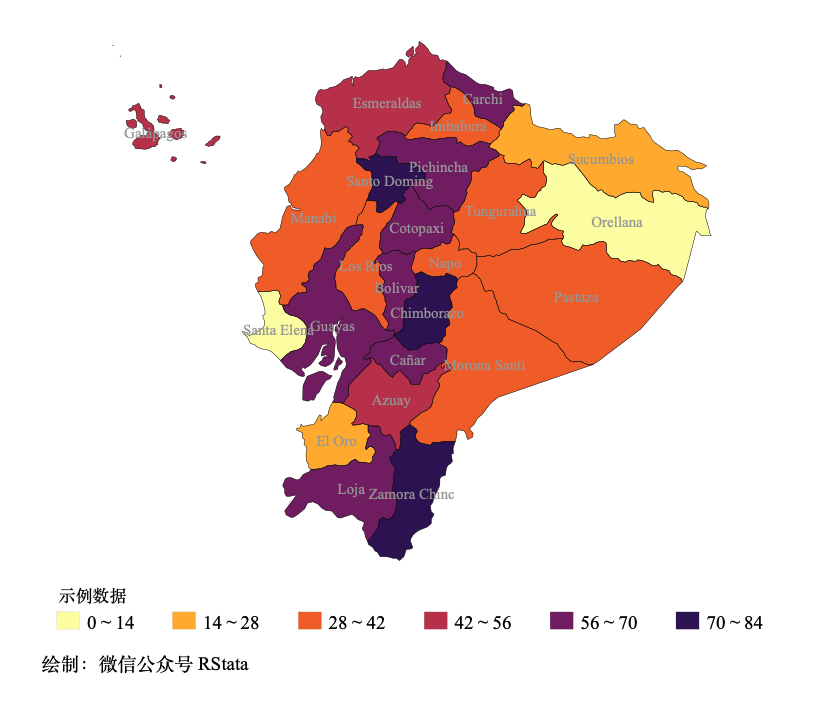 Esmeraldas
Carchi
Imbabura
Galápagos
Sucumbios
Pichincha
Santo Doming
Manabi
Tungurahua
Orellana
Cotopaxi
Los Rios
Napo
Bolivar
Pastaza
Chimborazo
Santa Elena
Guayas
Cañar
Morona Santi
Azuay
El Oro
Loja
Zamora Chinc
示例数据
0 ~ 14 14 ~ 28 28 ~ 42 42 ~ 56 56 ~ 70 70 ~ 84
绘制：微信公众号 RStata